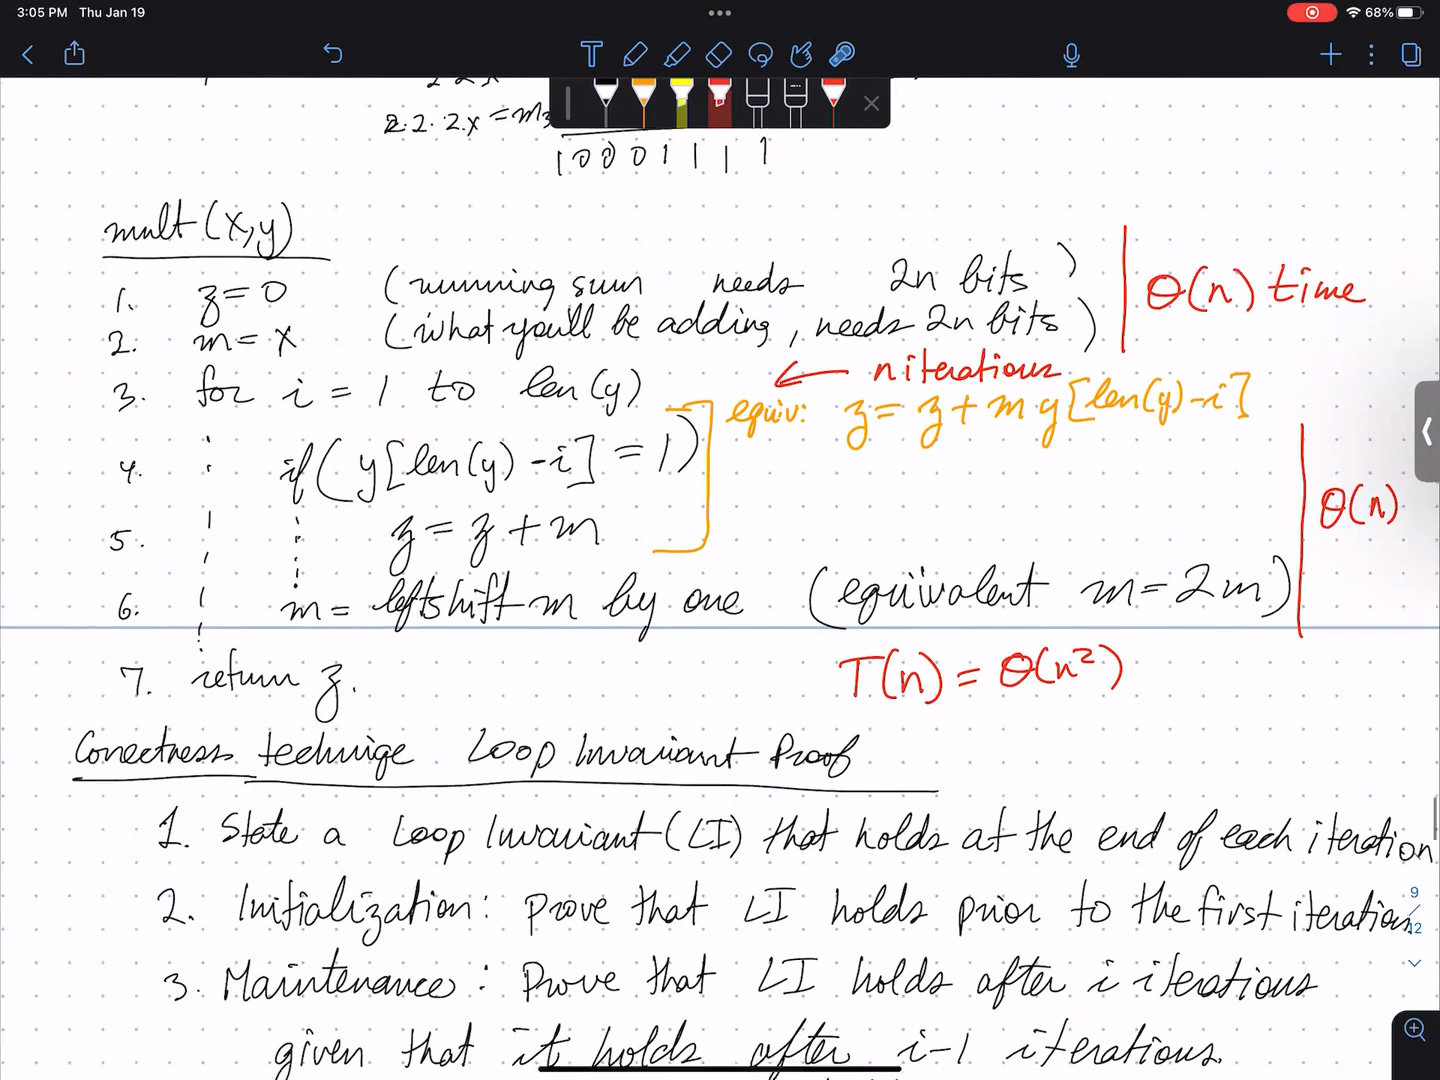 3:05 PM Thu Jan 19
68%
2·2·2x = m₃
1 0 0 0 1 1 1 1
mult(x,y)
1. z = 0 (running sum needs 2n bits)
θ(n) time
2. m = x (what you'll be adding, needs 2n bits)
← n iterations
3. for i = 1 to len(y)
equiv: z = z + m y[len(y)-i]
4. if (y[len(y)-i] = 1)
θ(n)
5. z = z + m
6. m = leftshift m by one (equivalent m = 2m)
7. return z.
T(n) = θ(n²)
Correctness technique Loop Invariant Proof
1. State a Loop Invariant (LI) that holds at the end of each iteration
2. Initialization: Prove that LI holds prior to the first iteration.
9
12
3. Maintenance: Prove that LI holds after i iterations
given that it holds after i-1 iterations.